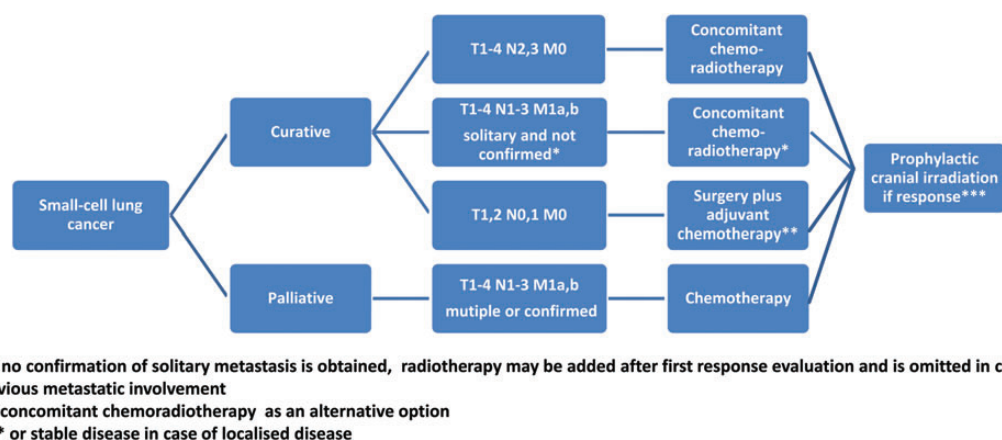 Small-cell lung
cancer
Curative
Palliative
T1-4 N2,3 M0
T1-4 N1-3 M1a,b
solitary and not
confirmed*
T1,2 N0,1 M0
T1-4 N1-3 M1a,b
mutiple or confirmed
Concomitant
chemo-
radiotherapy
Concomitant
chemo-
radiotherapy*
Surgery plus
adjuvant
chemotherapy**
Chemotherapy
Prophylactic
cranial irradiation
if response***
no confirmation of solitary metastasis is obtained, radiotherapy may be added after first response evaluation and is omitted in
metastatic involvement
concomitant chemoradiotherapy as an alternative option
* or stable disease in case of localised disease